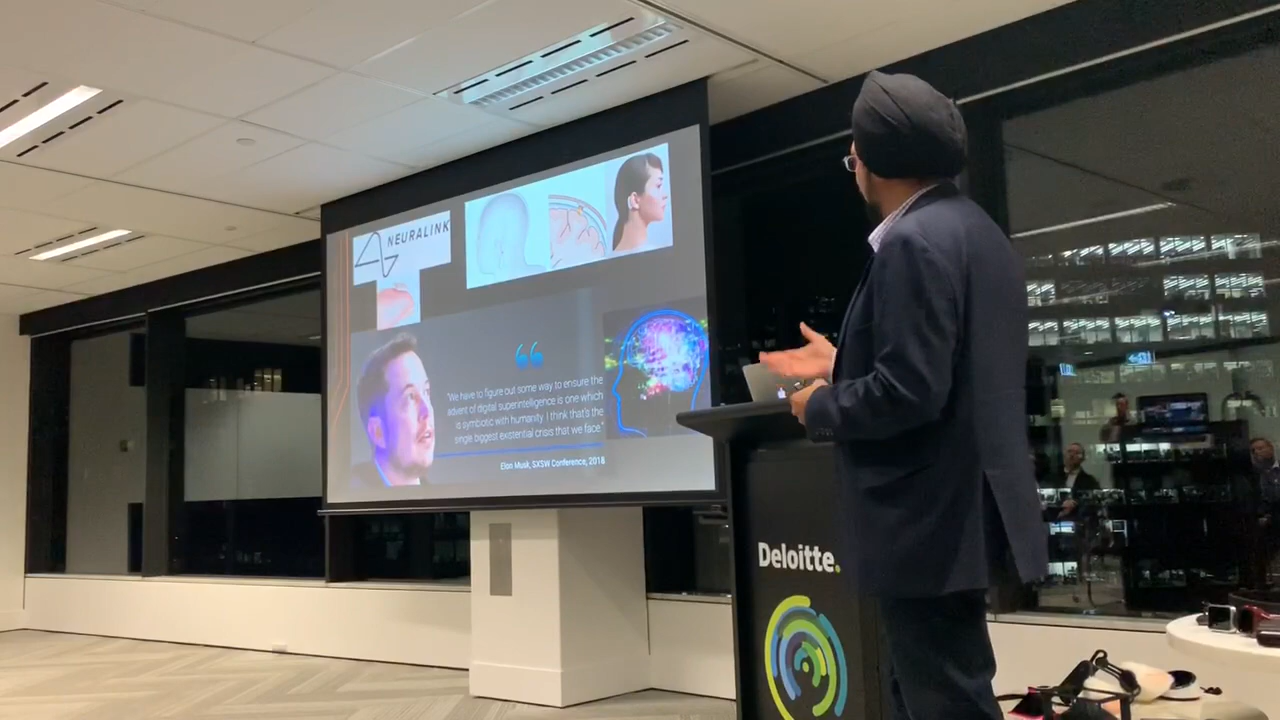 NEURALINK
"We have to figure out some way to ensure the
advent of digital superintelligence is one which
is symbiotic with humanity. I think that's the
single biggest existential crisis that we face."
Elon Musk, SXSW Conference, 2018
Deloitte.